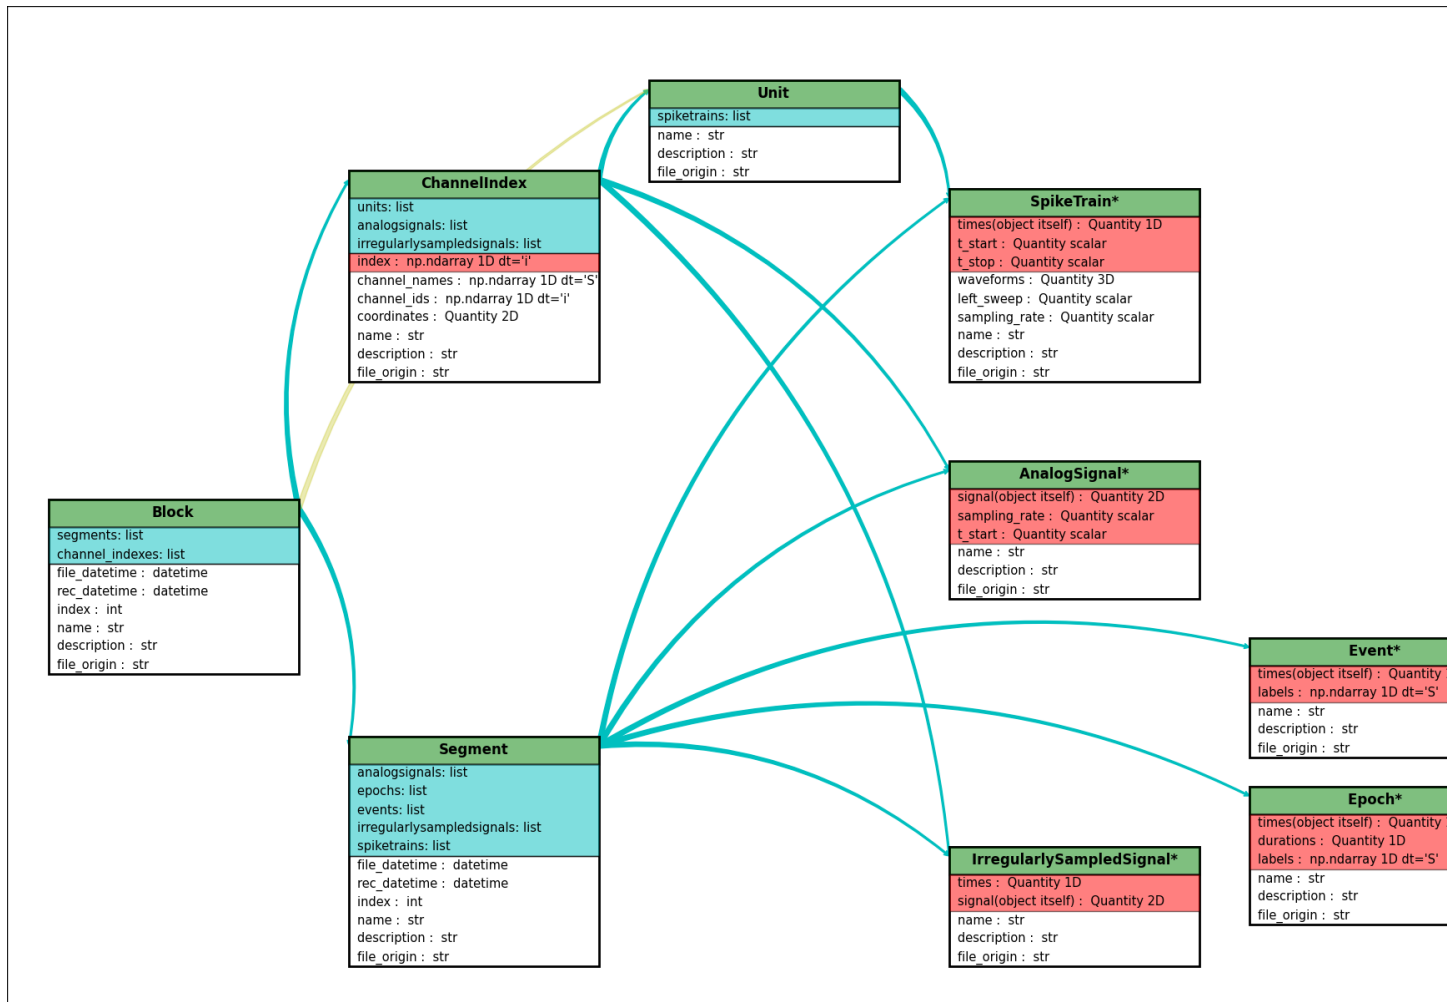 Unit
spiketrains: list
name :  str
description :  str
file_origin :  str
ChannelIndex
units: list
analogsignals: list
irregularlysampledsignals: list
index :  np.ndarray 1D dt='i'
channel_names :  np.ndarray 1D dt='S'
channel_ids :  np.ndarray 1D dt='i'
coordinates :  Quantity 2D
name :  str
description :  str
file_origin :  str
SpikeTrain*
times(object itself) :  Quantity 1D
t_start :  Quantity scalar
t_stop :  Quantity scalar
waveforms :  Quantity 3D
left_sweep :  Quantity scalar
sampling_rate :  Quantity scalar
name :  str
description :  str
file_origin :  str
Block
segments: list
channel_indexes: list
file_datetime :  datetime
rec_datetime :  datetime
index :  int
name :  str
description :  str
file_origin :  str
AnalogSignal*
signal(object itself) :  Quantity 2D
sampling_rate :  Quantity scalar
t_start :  Quantity scalar
name :  str
description :  str
file_origin :  str
Segment
analogsignals: list
epochs: list
events: list
irregularlysampledsignals: list
spiketrains: list
file_datetime :  datetime
rec_datetime :  datetime
index :  int
name :  str
description :  str
file_origin :  str
Event*
times(object itself) :  Quantity
labels :  np.ndarray 1D dt='S'
name :  str
description :  str
file_origin :  str
Epoch*
times(object itself) :  Quantity
durations :  Quantity 1D
labels :  np.ndarray 1D dt='S'
name :  str
description :  str
file_origin :  str
IrregularlySampledSignal*
times :  Quantity 1D
signal(object itself) :  Quantity 2D
name :  str
description :  str
file_origin :  str